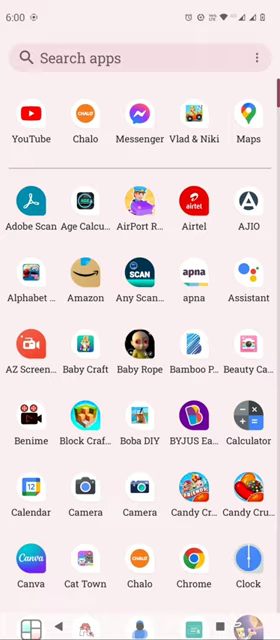 6:00
Search apps
YouTube Chalo Messenger Vlad & Niki Maps
Adobe Scan Age Calcu... AirPort R... Airtel AJIO
Alphabet ... Amazon Any Scan... apna Assistant
AZ Screen... Baby Craft Baby Rope Bamboo P... Beauty Ca...
Benime Block Craf... Boba DIY BYJUS Ea... Calculator
Calendar Camera Camera Candy Cr... Candy Cru...
Canva Cat Town Chalo Chrome Clock